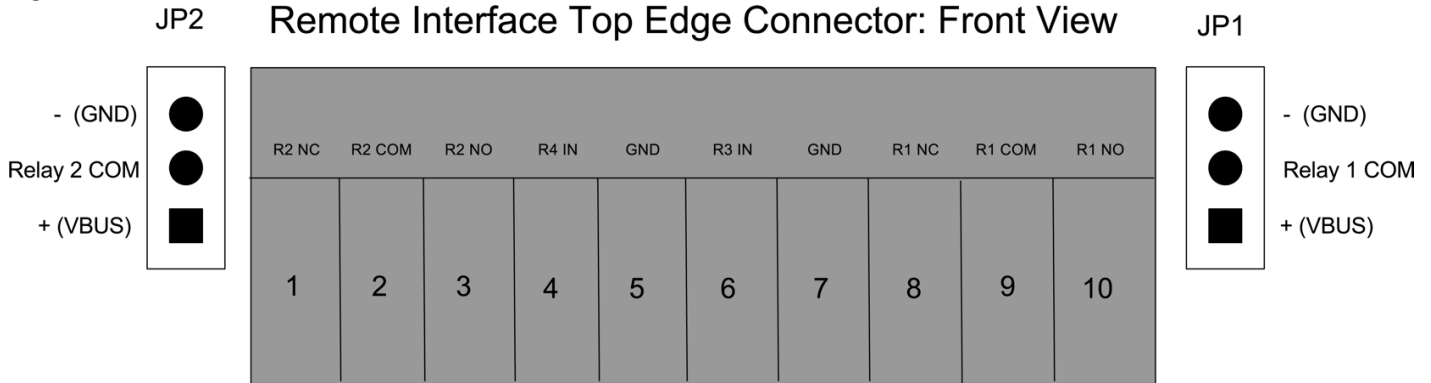 JP2
Remote Interface Top Edge Connector: Front View
JP1
- (GND)
Relay 2 COM
+ (VBUS)
R2 NC R2 COM R2 NO R4 IN GND R3 IN GND R1 NC R1 COM R1 NO
1 2 3 4 5 6 7 8 9 10
- (GND)
Relay 1 COM
+ (VBUS)